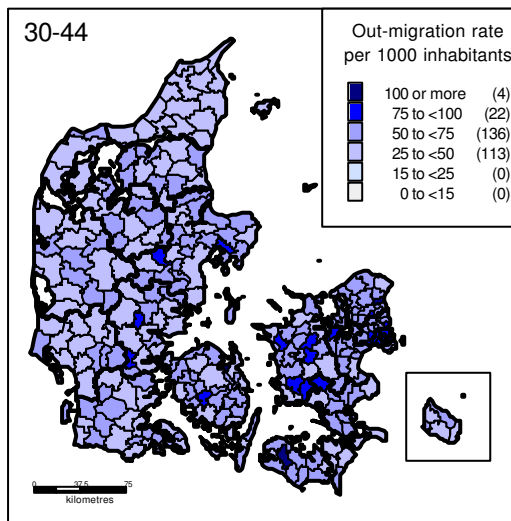 30-44
Out-migration rate
per 1000 inhabitants
100 or more (4)
75 to <100 (22)
50 to <75 (136)
25 to <50 (113)
15 to <25 (0)
0 to <15 (0)
0 37.5 75
kilometres